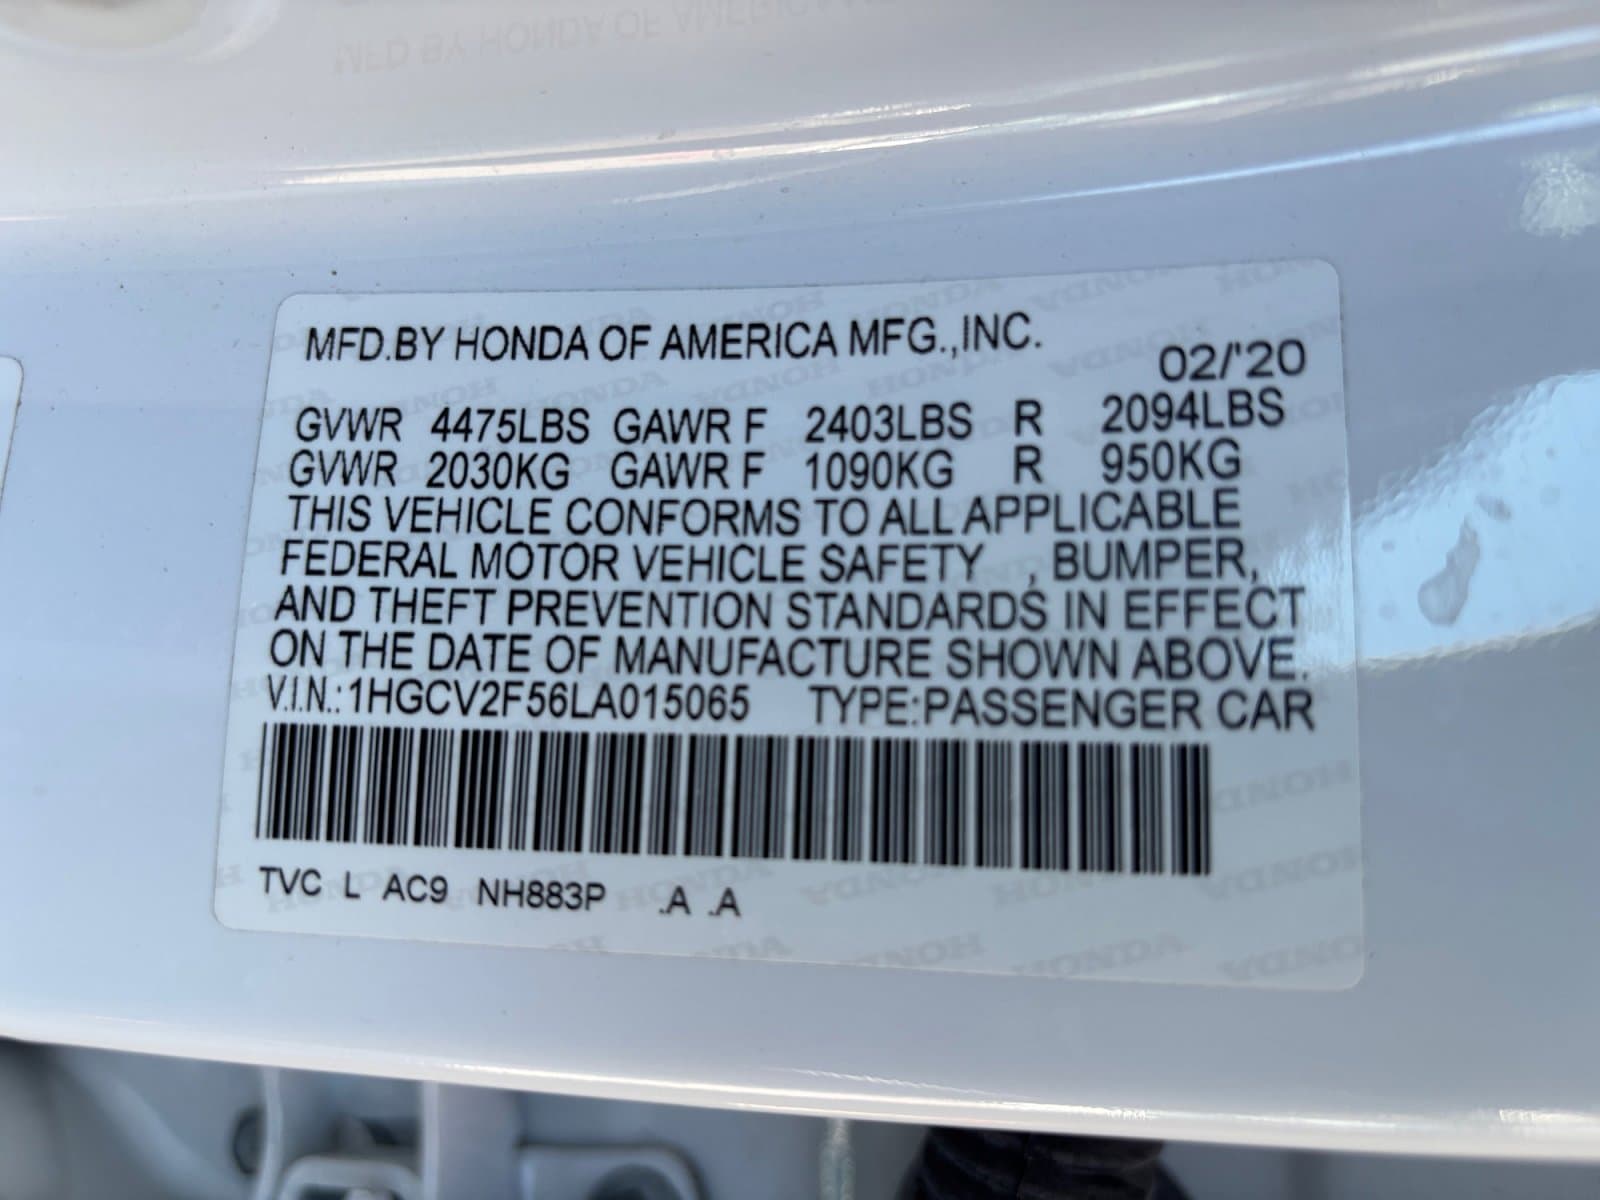 MFD.BY HONDA OF AMERICA MFG.,INC. 02/'20
GVWR 4475LBS GAWR F 2403LBS R 2094LBS
GVWR 2030KG GAWR F 1090KG R 950KG
THIS VEHICLE CONFORMS TO ALL APPLICABLE
FEDERAL MOTOR VEHICLE SAFETY , BUMPER,
AND THEFT PREVENTION STANDARDS IN EFFECT
ON THE DATE OF MANUFACTURE SHOWN ABOVE.
V.I.N.:1HGCV2F56LA015065 TYPE:PASSENGER CAR
TVC L AC9 NH883P .A .A